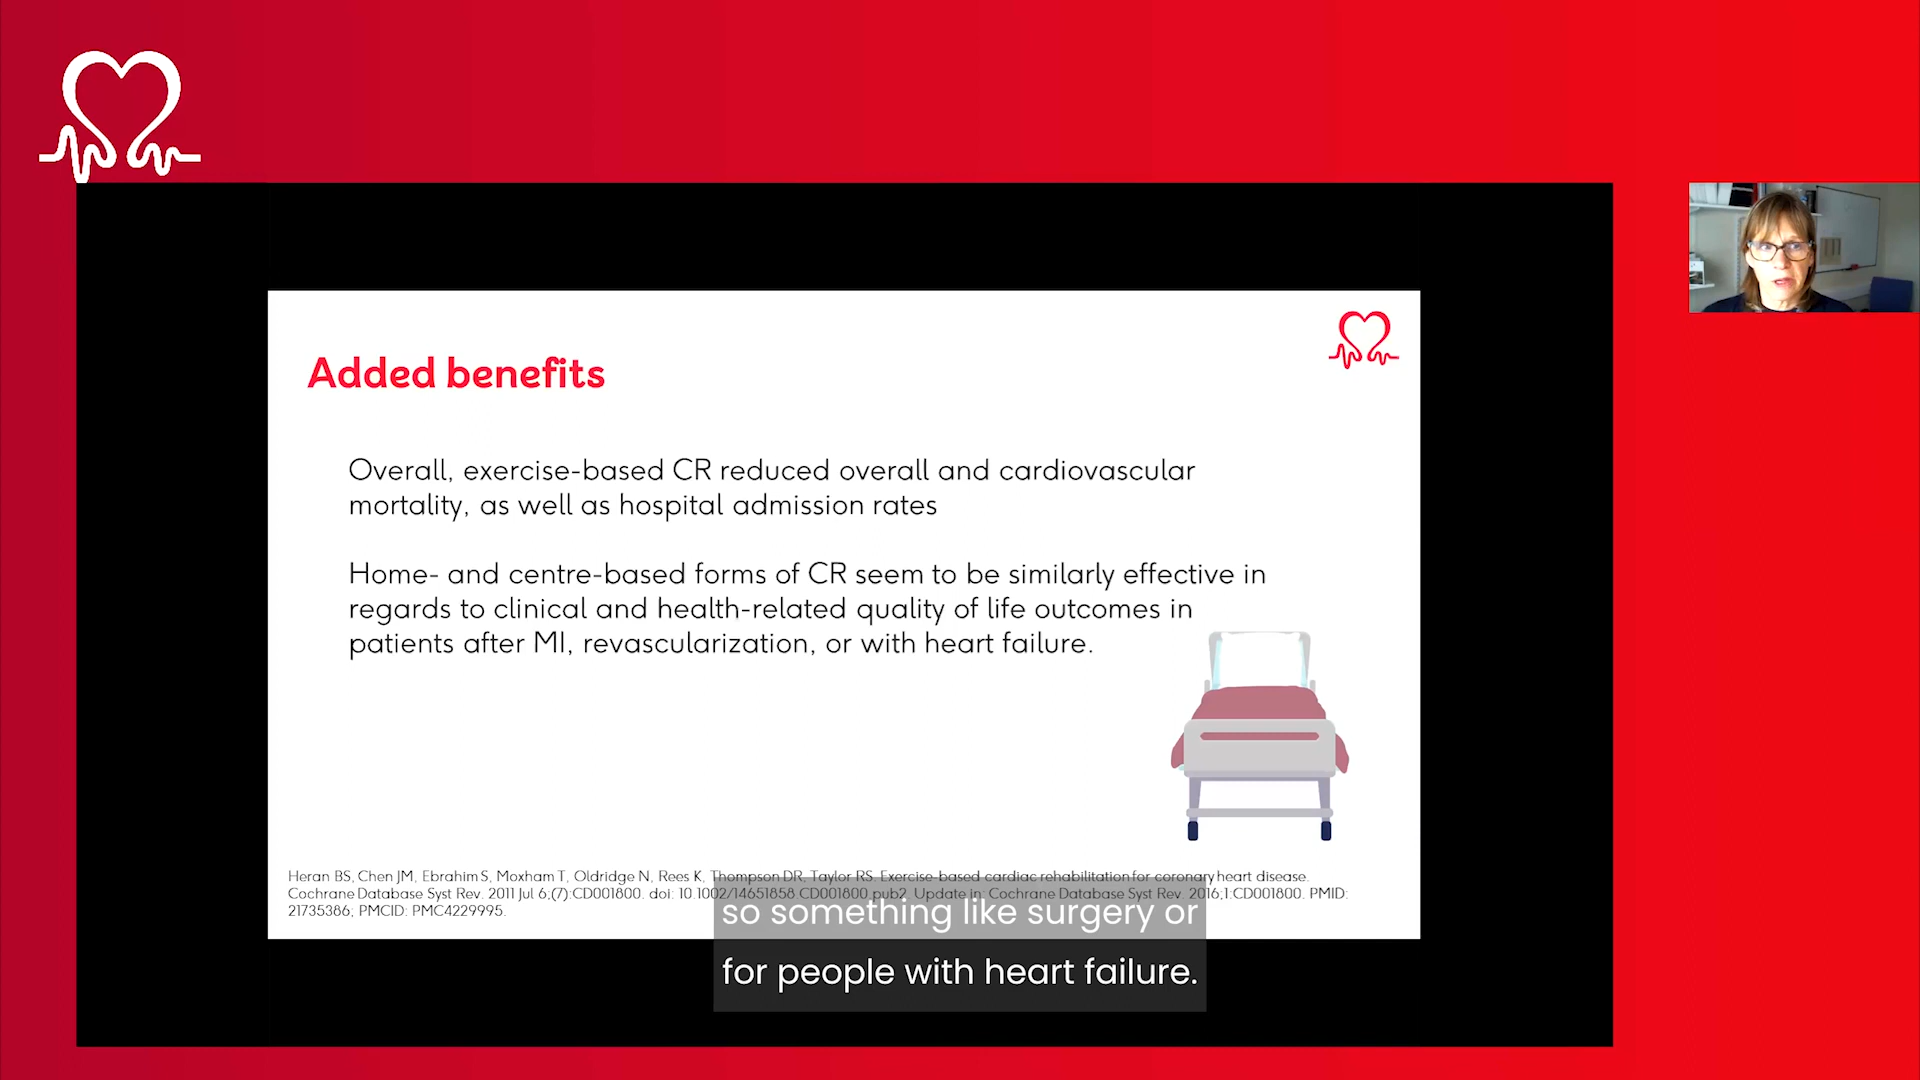 Added benefits
Overall, exercise-based CR reduced overall and cardiovascular
mortality, as well as hospital admission rates
Home- and centre-based forms of CR seem to be similarly effective in
regards to clinical and health-related quality of life outcomes in
patients after MI, revascularization, or with heart failure.
Heran BS, Chen JM, Ebrahim S, Moxham T, Oldridge N, Rees K, Thompson DR, Taylor RS. Exercise-based cardiac rehabilitation for coronary heart disease.
Cochrane Database Syst Rev. 2011 Jul 6;(7):CD001800. doi: 10.1002/14651858.CD001800.pub2. Update in: Cochrane Database Syst Rev. 2016;1:CD001800. PMID:
21735386; PMCID: PMC4229995.
so something like surgery or
for people with heart failure.